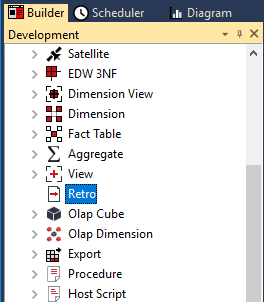 Builder Scheduler Diagram
Development
Satellite
EDW 3NF
Dimension View
Dimension
Fact Table
Aggregate
View
Retro
Olap Cube
Olap Dimension
Export
Procedure
Host Script